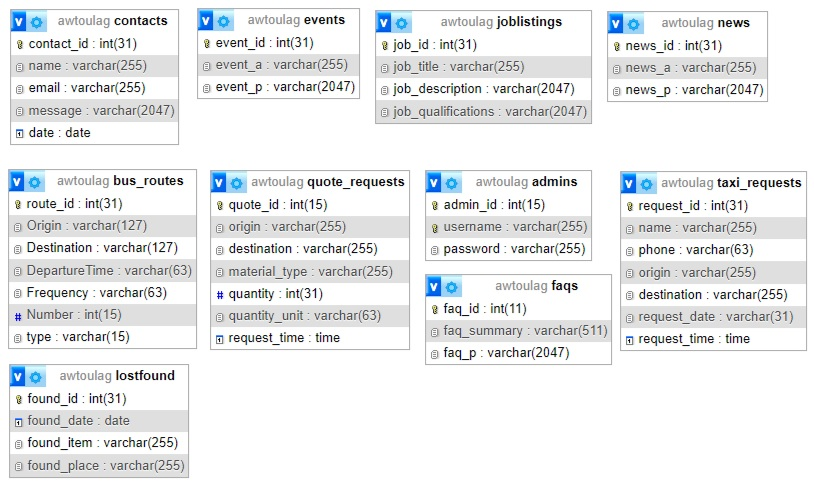 awtoulag contacts
contact_id : int(31)
name : varchar(255)
email : varchar(255)
message : varchar(2047)
date : date
awtoulag events
event_id : int(31)
event_a : varchar(255)
event_p : varchar(2047)
awtoulag joblistings
job_id : int(31)
job_title : varchar(255)
job_description : varchar(2047)
job_qualifications : varchar(2047)
awtoulag news
news_id : int(31)
news_a : varchar(255)
news_p : varchar(2047)
awtoulag bus_routes
route_id : int(31)
Origin : varchar(127)
Destination : varchar(127)
DepartureTime : varchar(63)
Frequency : varchar(63)
# Number : int(15)
type : varchar(15)
awtoulag quote_requests
quote_id : int(15)
origin : varchar(255)
destination : varchar(255)
material_type : varchar(255)
# quantity : int(31)
quantity_unit : varchar(63)
request_time : time
awtoulag admins
admin_id : int(15)
username : varchar(255)
password : varchar(255)
awtoulag taxi_requests
request_id : int(31)
name : varchar(255)
phone : varchar(63)
origin : varchar(255)
destination : varchar(255)
request_date : varchar(31)
request_time : time
awtoulag faqs
faq_id : int(11)
faq_summary : varchar(511)
faq_p : varchar(2047)
awtoulag lostfound
found_id : int(31)
found_date : date
found_item : varchar(255)
found_place : varchar(255)